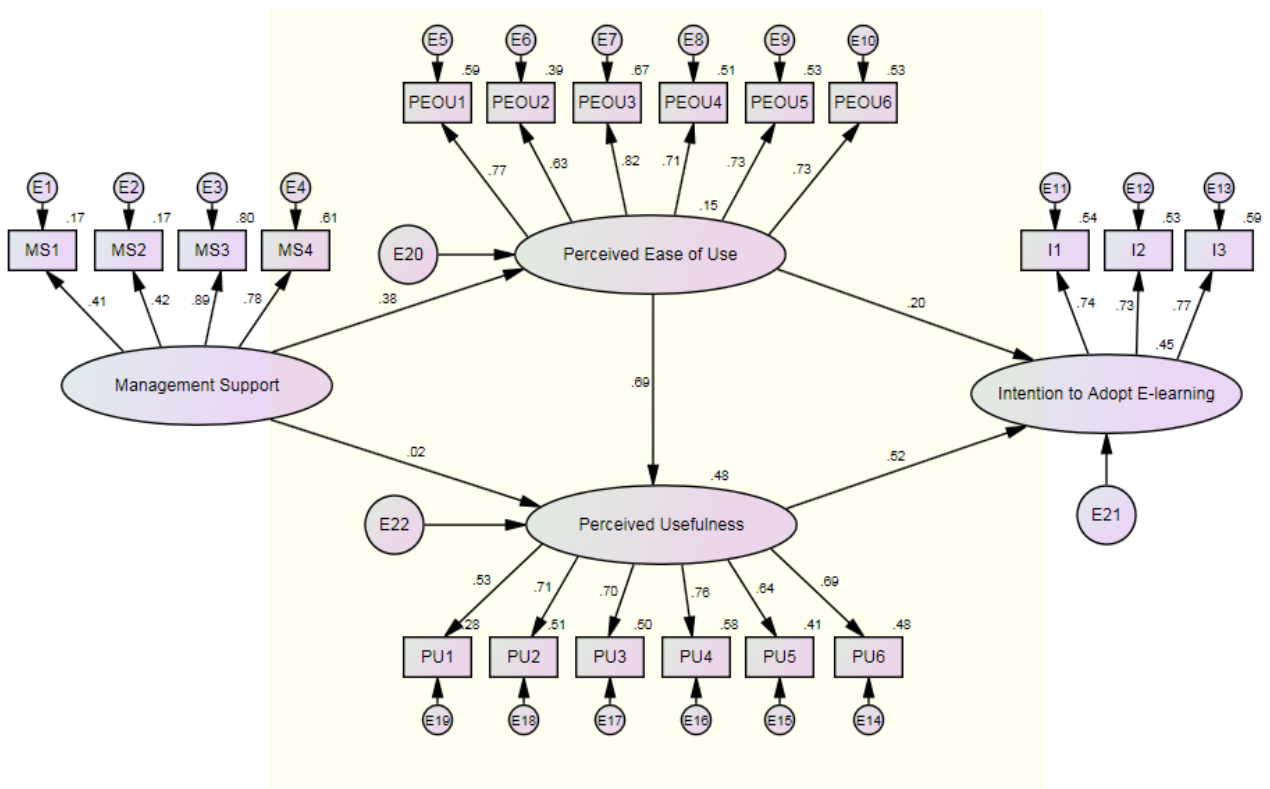 E5 E6 E7 E8 E9 E10
.59 .39 .67 .51 .53 .53
PEOU1 PEOU2 PEOU3 PEOU4 PEOU5 PEOU6
.77 .63 .82 .71 .73 .73
E1 E2 E3 E4
.17 .17 .80 .61
MS1 MS2 MS3 MS4
.41 .42 .89 .78
E11 E12 E13
.54 .53 .59
I1 I2 I3
.74 .73 .77
.15
E20
Perceived Ease of Use
.38
.20
.45
Management Support
Intention to Adopt E-learning
.69
.02
.52
.48
E22
Perceived Usefulness
E21
.53 .71 .70 .76 .64 .69
.28 .51 .50 .58 .41 .48
PU1 PU2 PU3 PU4 PU5 PU6
E19 E18 E17 E16 E15 E14